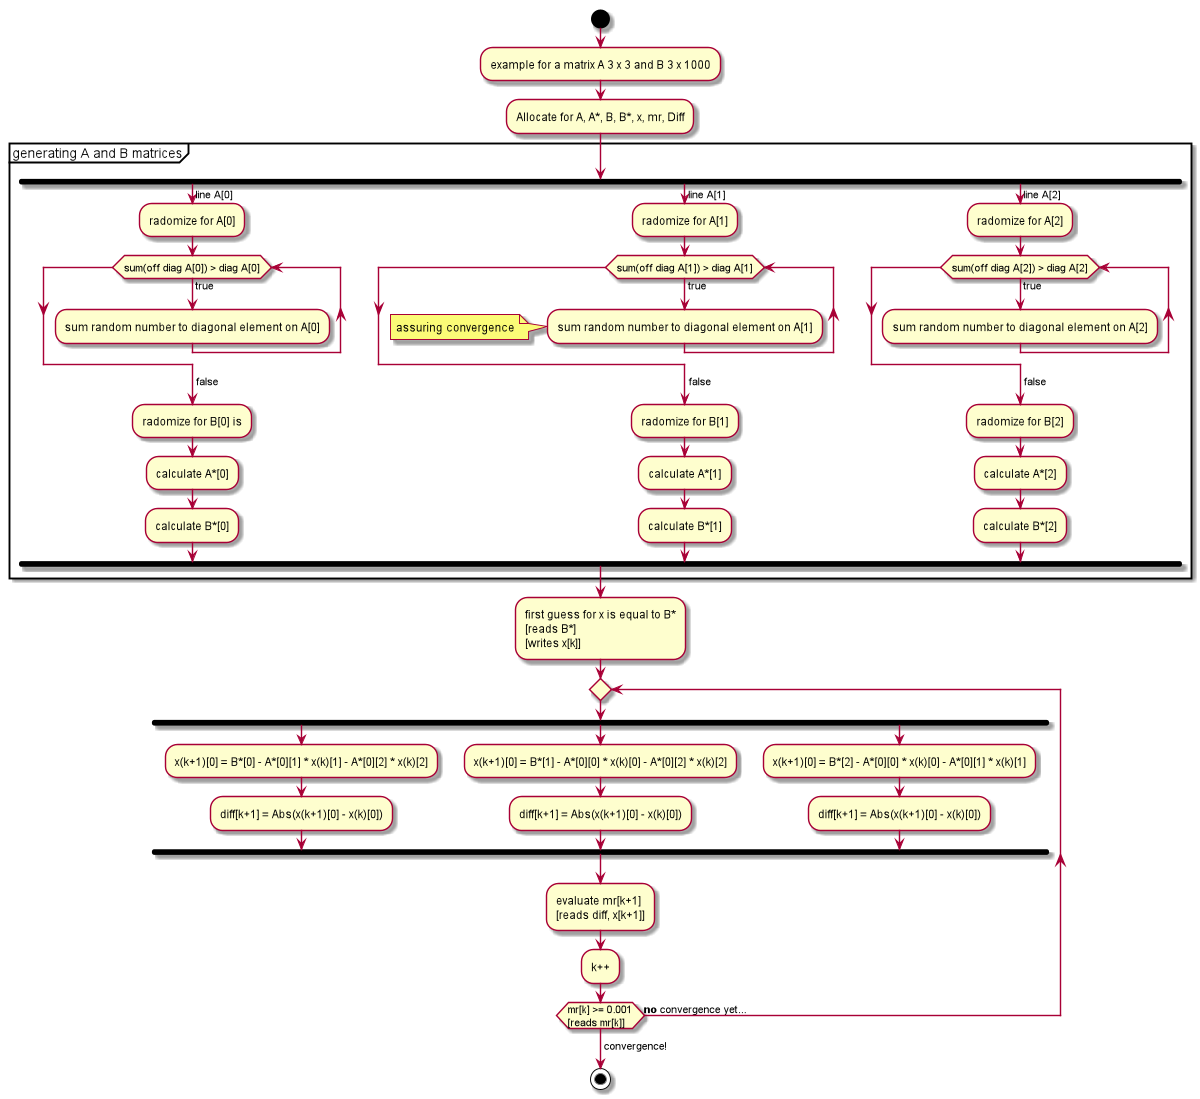 example for a matrix A 3 x 3 and B 3 x 1000
Allocate for A, A*, B, B*, x, mr, Diff
generating A and B matrices
line A[0]
radomize for A[0]
sum(off diag A[0]) > diag A[0]
true
sum random number to diagonal element on A[0]
false
radomize for B[0] is
calculate A*[0]
calculate B*[0]
line A[1]
radomize for A[1]
sum(off diag A[1]) > diag A[1]
true
assuring convergence
sum random number to diagonal element on A[1]
false
radomize for B[1]
calculate A*[1]
calculate B*[1]
line A[2]
radomize for A[2]
sum(off diag A[2]) > diag A[2]
true
sum random number to diagonal element on A[2]
false
radomize for B[2]
calculate A*[2]
calculate B*[2]
first guess for x is equal to B*
[reads B*]
[writes x[k]]
x(k+1)[0] = B*[0] - A*[0][1] * x(k)[1] - A*[0][2] * x(k)[2]
diff[k+1] = Abs(x(k+1)[0] - x(k)[0])
x(k+1)[0] = B*[1] - A*[0][0] * x(k)[0] - A*[0][2] * x(k)[2]
diff[k+1] = Abs(x(k+1)[0] - x(k)[0])
x(k+1)[0] = B*[2] - A*[0][0] * x(k)[0] - A*[0][1] * x(k)[1]
diff[k+1] = Abs(x(k+1)[0] - x(k)[0])
evaluate mr[k+1]
[reads diff, x[k+1]]
k++
mr[k] >= 0.001
[reads mr[k]]
no convergence yet...
convergence!